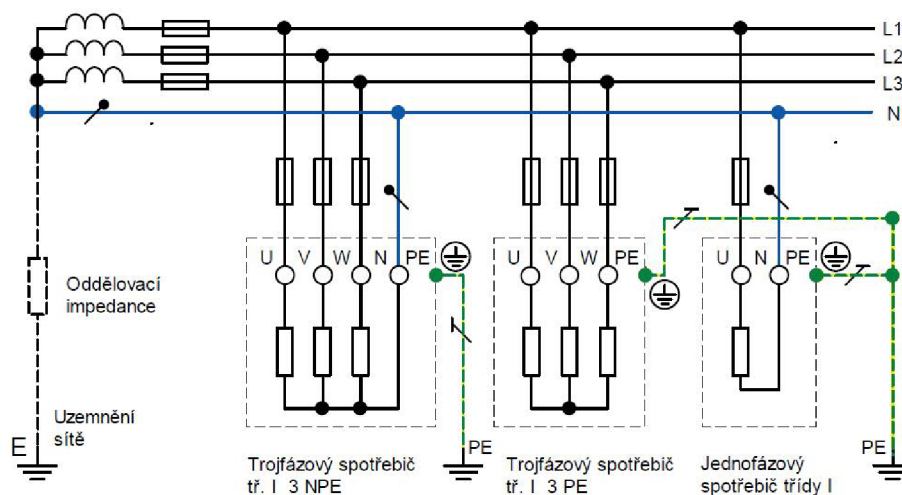 L1
L2
L3
N
U V W N PE
U V W PE
U N PE
Oddělovací
impedance
Uzemnění
sítě
E
PE
PE
Trojfázový spotřebič
tř. I 3 NPE
Trojfázový spotřebič
tř. I 3 PE
Jednofázový
spotřebič třídy I